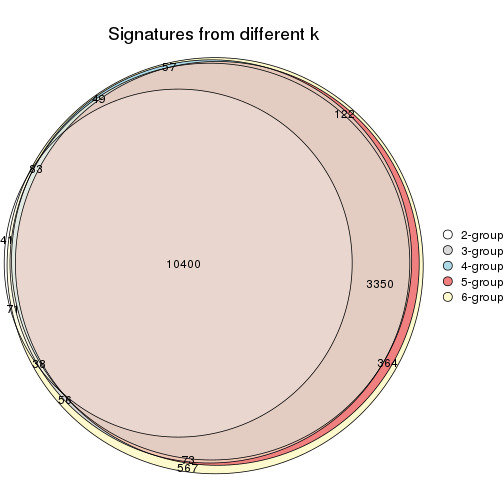 Signatures from different k
57
49
122
83
41
10400
3350
71
38
364
56
73
567
2-group
3-group
4-group
5-group
6-group